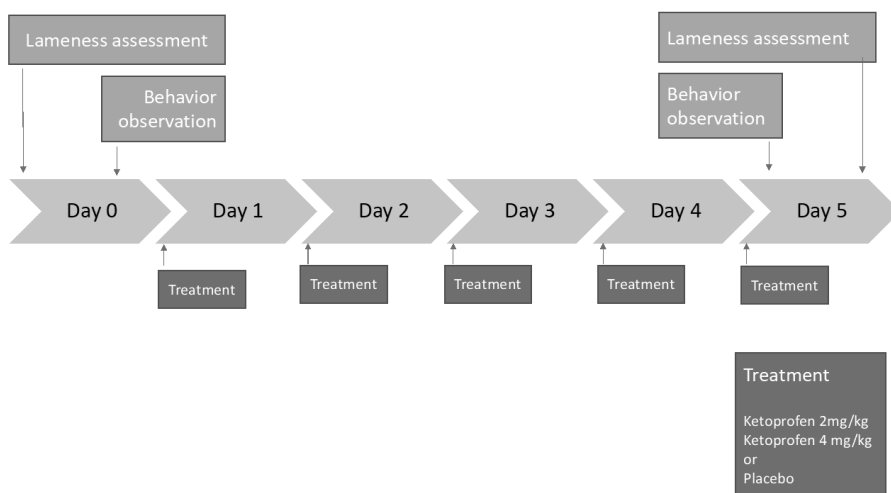 Lameness assessment
Lameness assessment
Behavior
observation
Behavior
observation
Day 0
Day 1
Day 2
Day 3
Day 4
Day 5
Treatment
Treatment
Treatment
Treatment
Treatment
Treatment
Ketoprofen 2mg/kg
Ketoprofen 4 mg/kg
or
Placebo